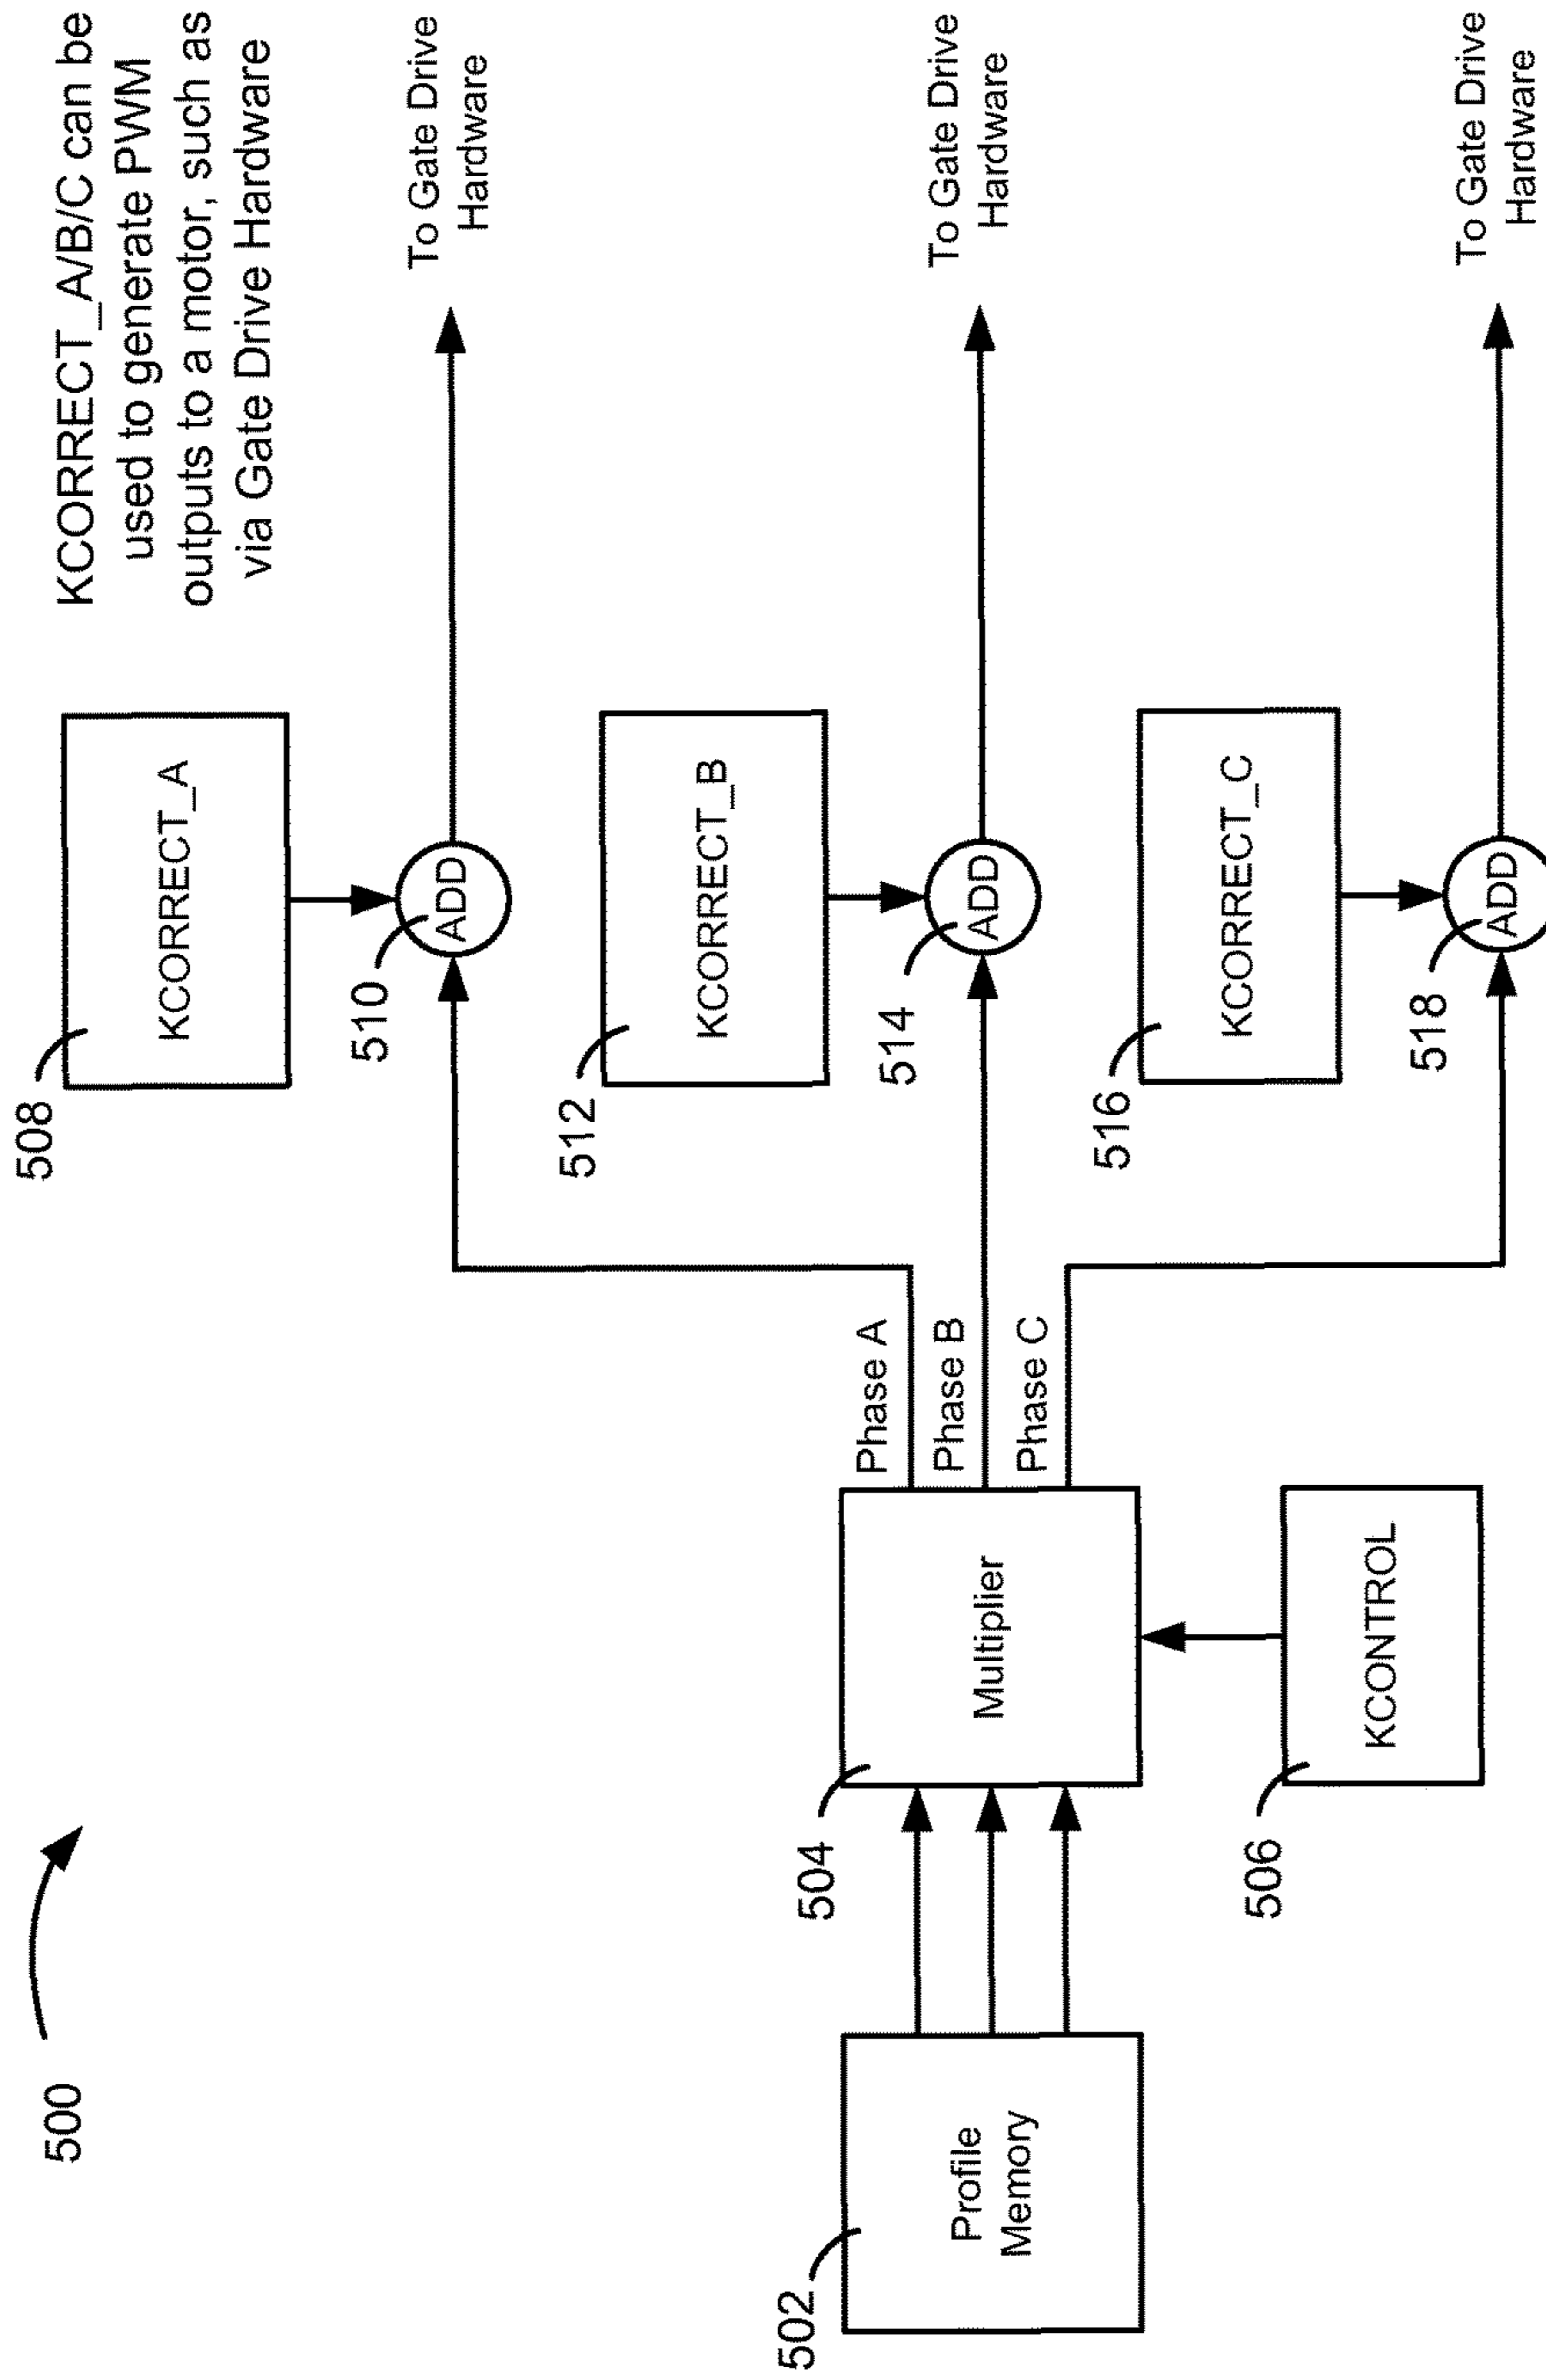 500
KCORRECT_A/B/C can be
used to generate PWM
outputs to a motor, such as
via Gate Drive Hardware
508
KCORRECT_A
510
ADD
To Gate Drive
Hardware
512
KCORRECT_B
514
ADD
To Gate Drive
Hardware
502
Profile
Memory
504
Multiplier
Phase A
Phase B
Phase C
506
KCONTROL
516
KCORRECT_C
518
ADD
To Gate Drive
Hardware